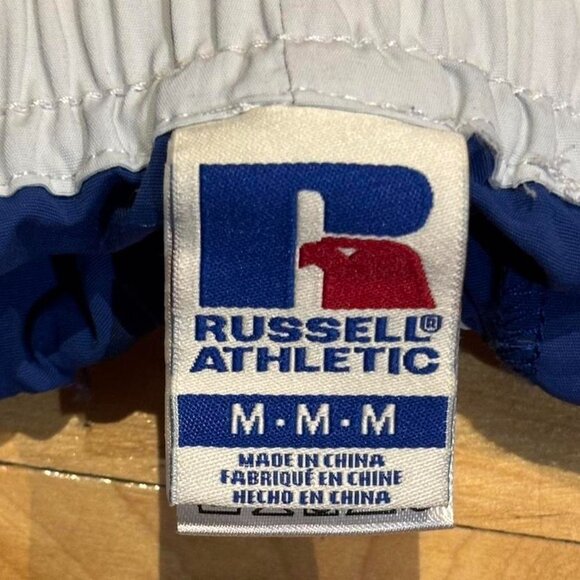 R
RUSSELL®
ATHLETIC
M·M·M
MADE IN CHINA
FABRIQUÉ EN CHINE
HECHO EN CHINA